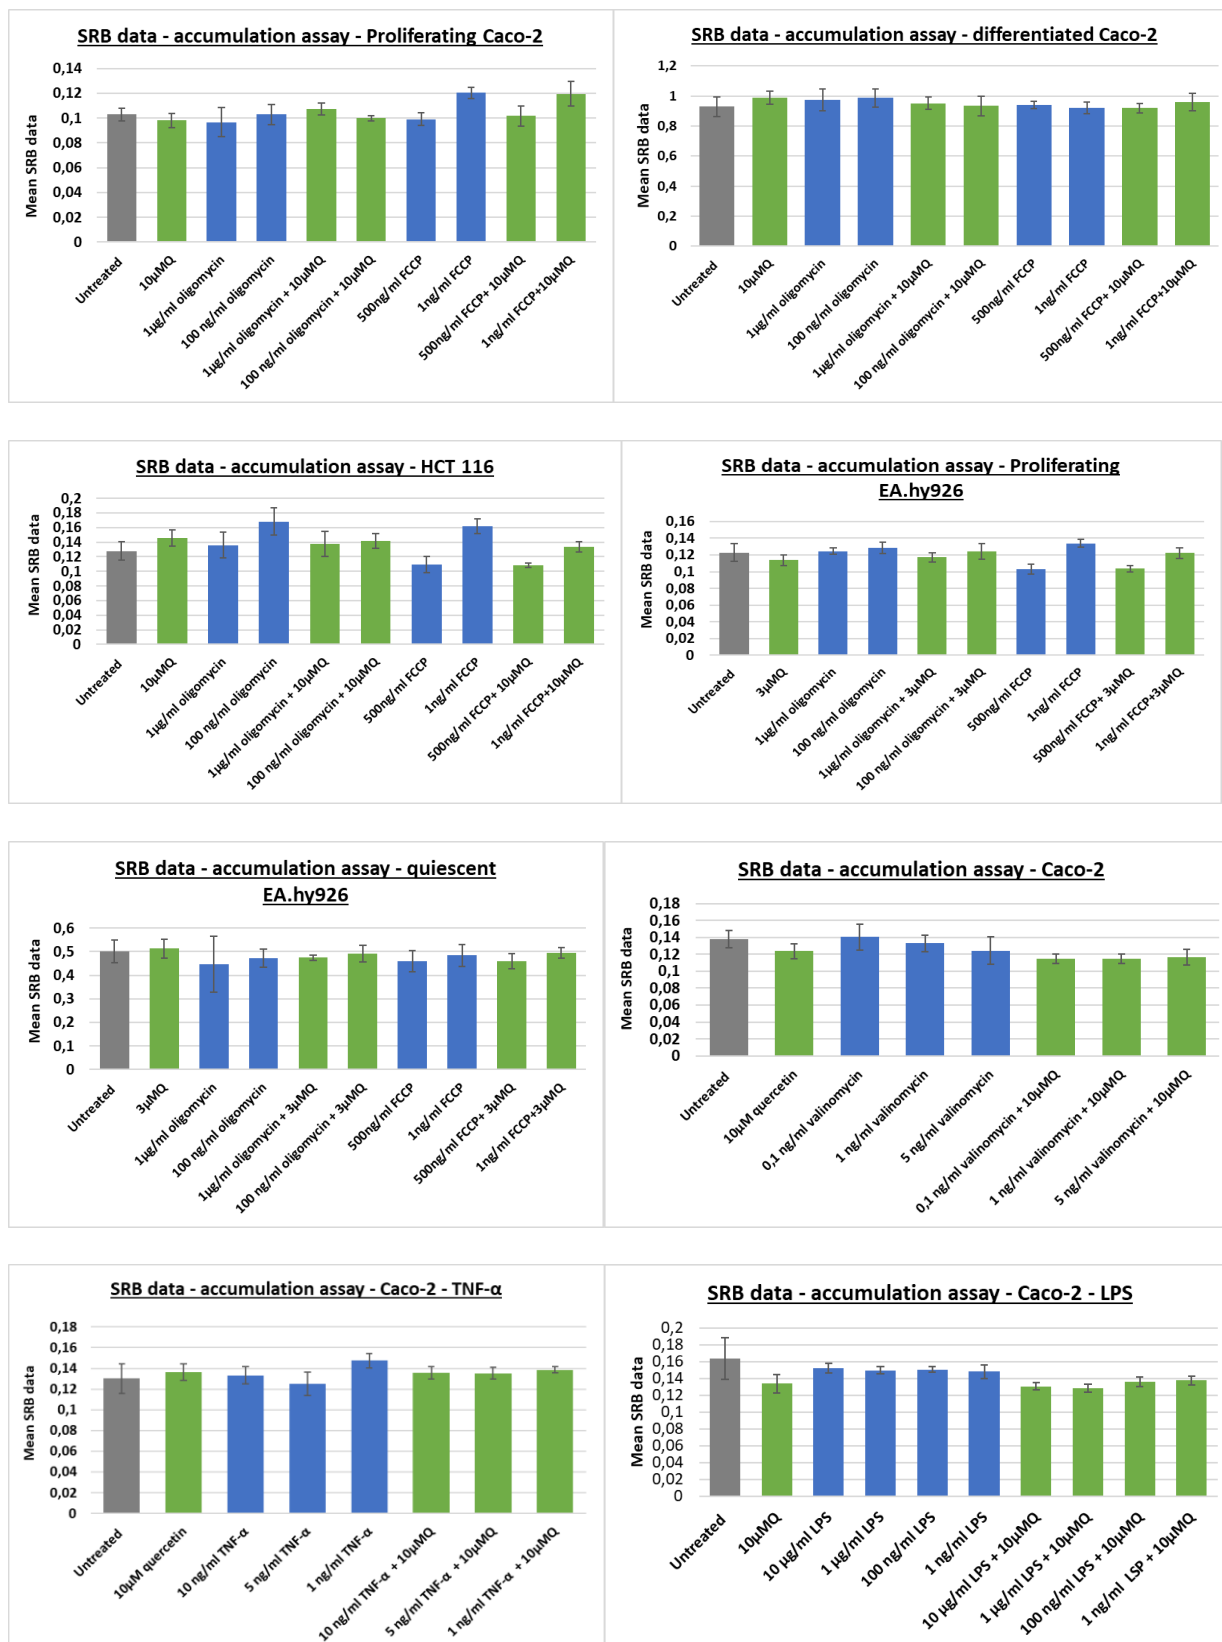 SRB data - accumulation assay - Proliferating Caco-2
Mean SRB data
0,14
0,12
0,1
0,08
0,06
0,04
0,02
0
Untreated
10µMQ
1µg/ml oligomycin
100 ng/ml oligomycin
1µg/ml oligomycin + 10µMQ
100 ng/ml oligomycin + 10µMQ
500ng/ml FCCP
1ng/ml FCCP
500ng/ml FCCP+ 10µMQ
1ng/ml FCCP+10µMQ
SRB data - accumulation assay - differentiated Caco-2
Mean SRB data
1,2
1
0,8
0,6
0,4
0,2
0
Untreated
10µMQ
1µg/ml oligomycin
100 ng/ml oligomycin
1µg/ml oligomycin + 10µMQ
100 ng/ml oligomycin + 10µMQ
500ng/ml FCCP
1ng/ml FCCP
500ng/ml FCCP+ 10µMQ
1ng/ml FCCP+10µMQ
SRB data - accumulation assay - HCT 116
Mean SRB data
0,2
0,18
0,16
0,14
0,12
0,1
0,08
0,06
0,04
0,02
0
Untreated
10µMQ
1µg/ml oligomycin
100 ng/ml oligomycin
1µg/ml oligomycin + 10µMQ
100 ng/ml oligomycin + 10µMQ
500ng/ml FCCP
1ng/ml FCCP
500ng/ml FCCP+ 10µMQ
1ng/ml FCCP+10µMQ
SRB data - accumulation assay - Proliferating
EA.hy926
Mean SRB data
0,16
0,14
0,12
0,1
0,08
0,06
0,04
0,02
0
Untreated
3µMQ
1µg/ml oligomycin
100 ng/ml oligomycin
1µg/ml oligomycin + 3µMQ
100 ng/ml oligomycin + 3µMQ
500ng/ml FCCP
1ng/ml FCCP
500ng/ml FCCP+ 3µMQ
1ng/ml FCCP+3µMQ
SRB data - accumulation assay - quiescent
EA.hy926
Mean SRB data
0,6
0,5
0,4
0,3
0,2
0,1
0
Untreated
3µMQ
1µg/ml oligomycin
100 ng/ml oligomycin
1µg/ml oligomycin + 3µMQ
100 ng/ml oligomycin + 3µMQ
500ng/ml FCCP
1ng/ml FCCP
500ng/ml FCCP+ 3µMQ
1ng/ml FCCP+3µMQ
SRB data - accumulation assay - Caco-2
Mean SRB data
0,18
0,16
0,14
0,12
0,1
0,08
0,06
0,04
0,02
0
Untreated
10µM quercetin
0,1 ng/ml valinomycin
1 ng/ml valinomycin
5 ng/ml valinomycin
0,1 ng/ml valinomycin + 10µMQ
1 ng/ml valinomycin + 10µMQ
5 ng/ml valinomycin + 10µMQ
SRB data - accumulation assay - Caco-2 - TNF-α
Mean SRB data
0,18
0,16
0,14
0,12
0,1
0,08
0,06
0,04
0,02
0
Untreated
10µM quercetin
10 ng/ml TNF-α
5 ng/ml TNF-α
1 ng/ml TNF-α
10 ng/ml TNF-α + 10µMQ
5 ng/ml TNF-α + 10µMQ
1 ng/ml TNF-α + 10µMQ
SRB data - accumulation assay - Caco-2 - LPS
Mean SRB data
0,2
0,18
0,16
0,14
0,12
0,1
0,08
0,06
0,04
0,02
0
Untreated
10µMQ
10 µg/ml LPS
1 µg/ml LPS
100 ng/ml LPS
1 ng/ml LPS
10 µg/ml LPS + 10µMQ
1 µg/ml LPS + 10µMQ
100 ng/ml LPS + 10µMQ
1 ng/ml LSP + 10µMQ